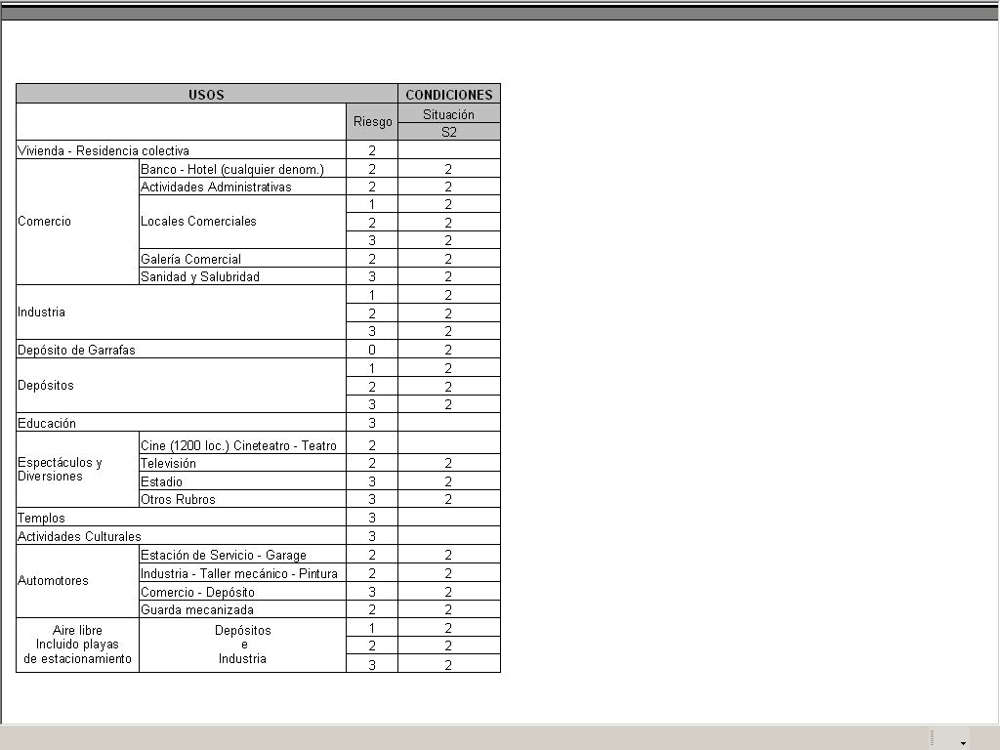 USOS CONDICIONES
Riesgo Situación
S2
Vivienda - Residencia colectiva 2
Comercio Banco - Hotel (cualquier denom.) 2 2
Actividades Administrativas 2 2
Locales Comerciales 1 2
2 2
3 2
Galería Comercial 2 2
Sanidad y Salubridad 3 2
Industria 1 2
2 2
3 2
Depósito de Garrafas 0 2
Depósitos 1 2
2 2
3 2
Educación 3
Espectáculos y
Diversiones
Cine (1200 loc.) Cineteatro - Teatro 2
Televisión 2 2
Estadio 3 2
Otros Rubros 3 2
Templos 3
Actividades Culturales 3
Automotores Estación de Servicio - Garage 2 2
Industria - Taller mecánico - Pintura 2 2
Comercio - Depósito 3 2
Guarda mecanizada 2 2
Aire libre
Incluido playas
de estacionamiento
Depósitos
e
Industria
1 2
2 2
3 2